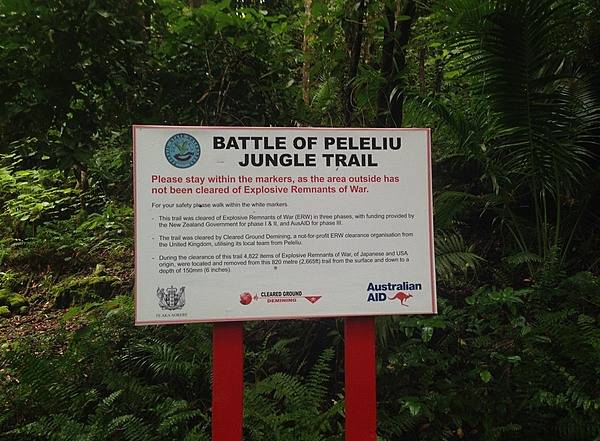 BATTLE OF PELELIU
JUNGLE TRAIL
Please stay within the markers, as the area outside has
not been cleared of Explosive Remnants of War.
For your safety please walk within the white markers
- This trail was cleared of Explosive Remnants of War (ERW) in three phases, with funding provided by
the New Zealand Government for phase I & II, and AusAID for phase III.
- The trail was cleared by Cleared Ground Demining, a not-for-profit ERW clearance organisation from
the United Kingdom, utilising its local team from Peleliu.
- During the clearance of this trail 4,822 items of Explosive Remnants of War, of Japanese and USA
origin, were located and removed from this 820 metre (2,665ft) trail from the surface and down to a
depth of 150mm (6 inches).
CLEARED GROUND
DEMINING
Australian
AID